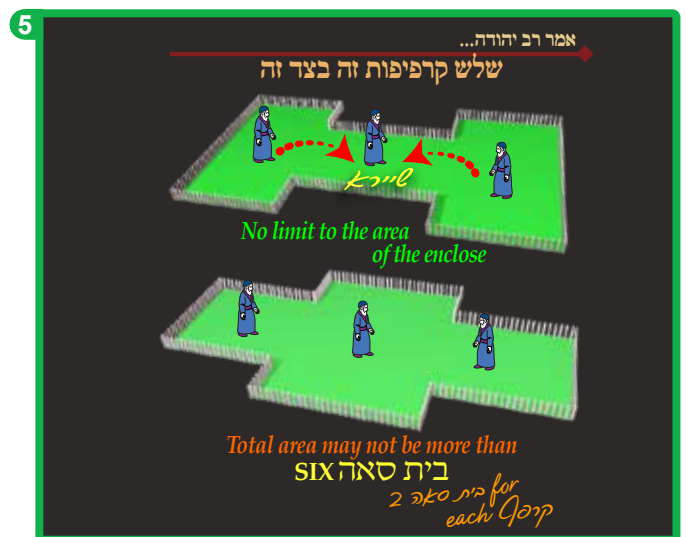 5
אמר רב יהודה...
שלש קרפיפות זה בצד זה
שיירא
No limit to the area
of the enclose
Total area may not be more than
SIX בית סאה
2 בית סאה for
each קרפף